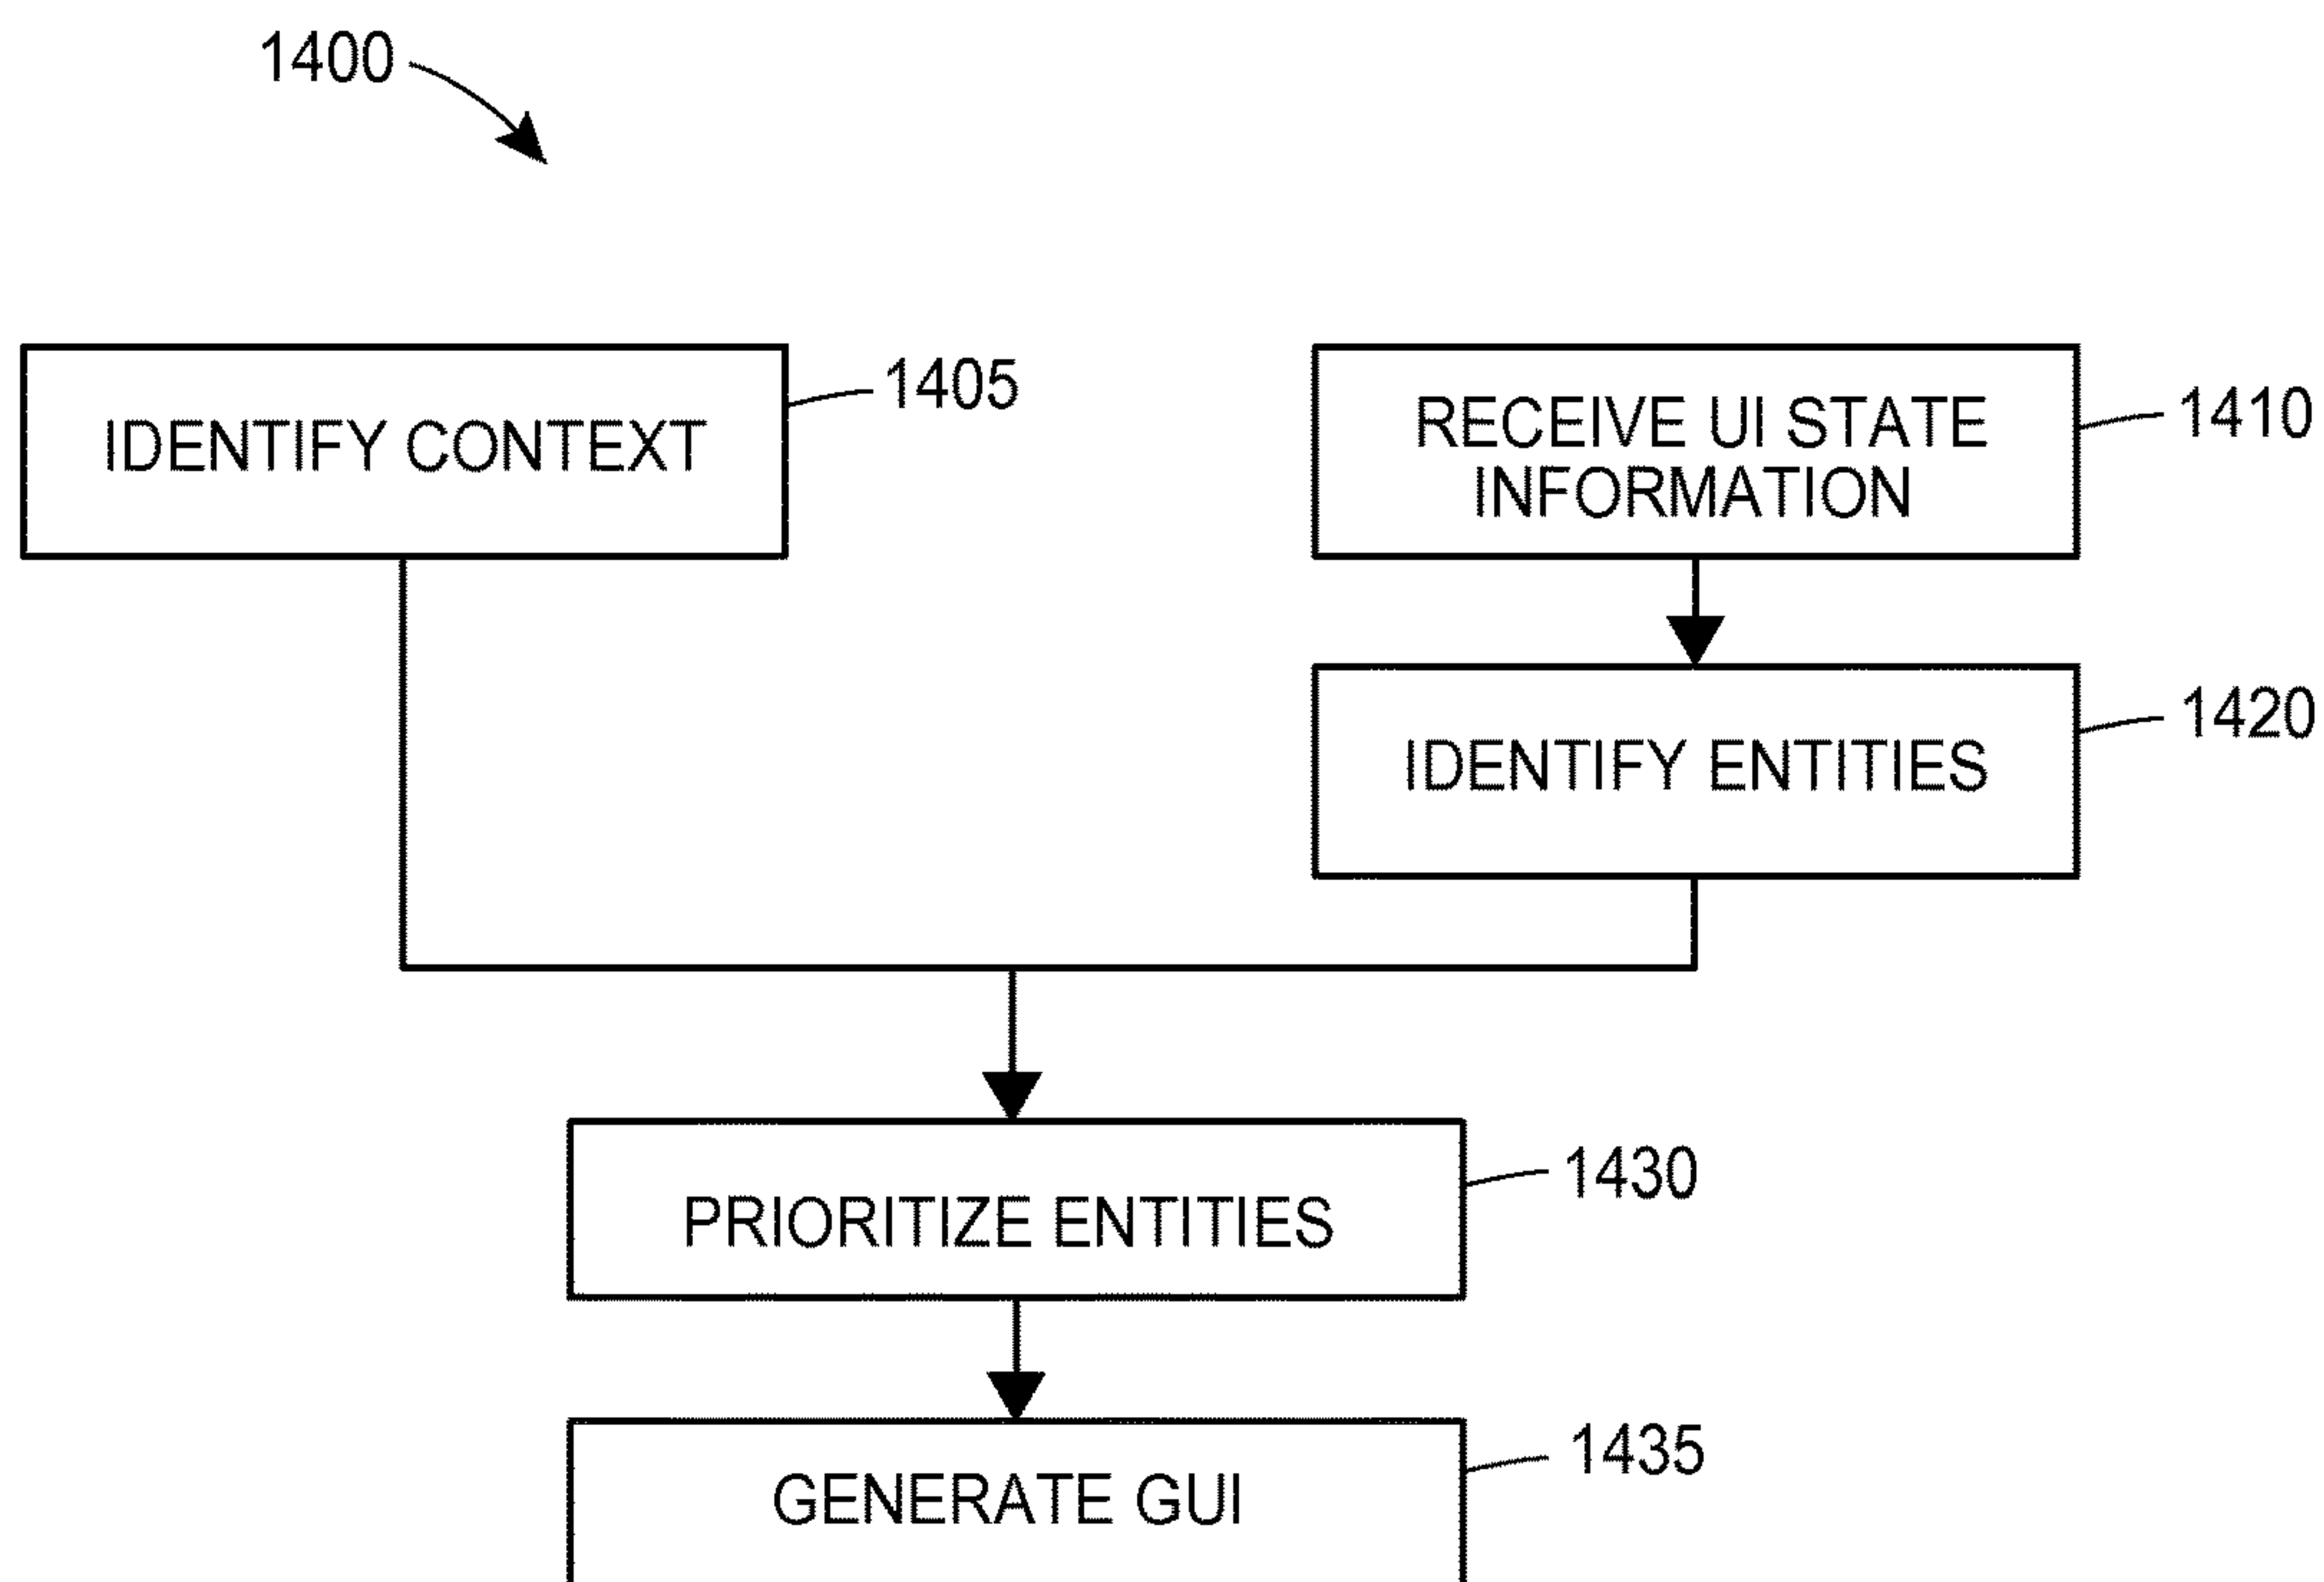 1400
IDENTIFY CONTEXT
1405
RECEIVE UI STATE
INFORMATION
1410
IDENTIFY ENTITIES
1420
PRIORITIZE ENTITIES
1430
GENERATE GUI
1435